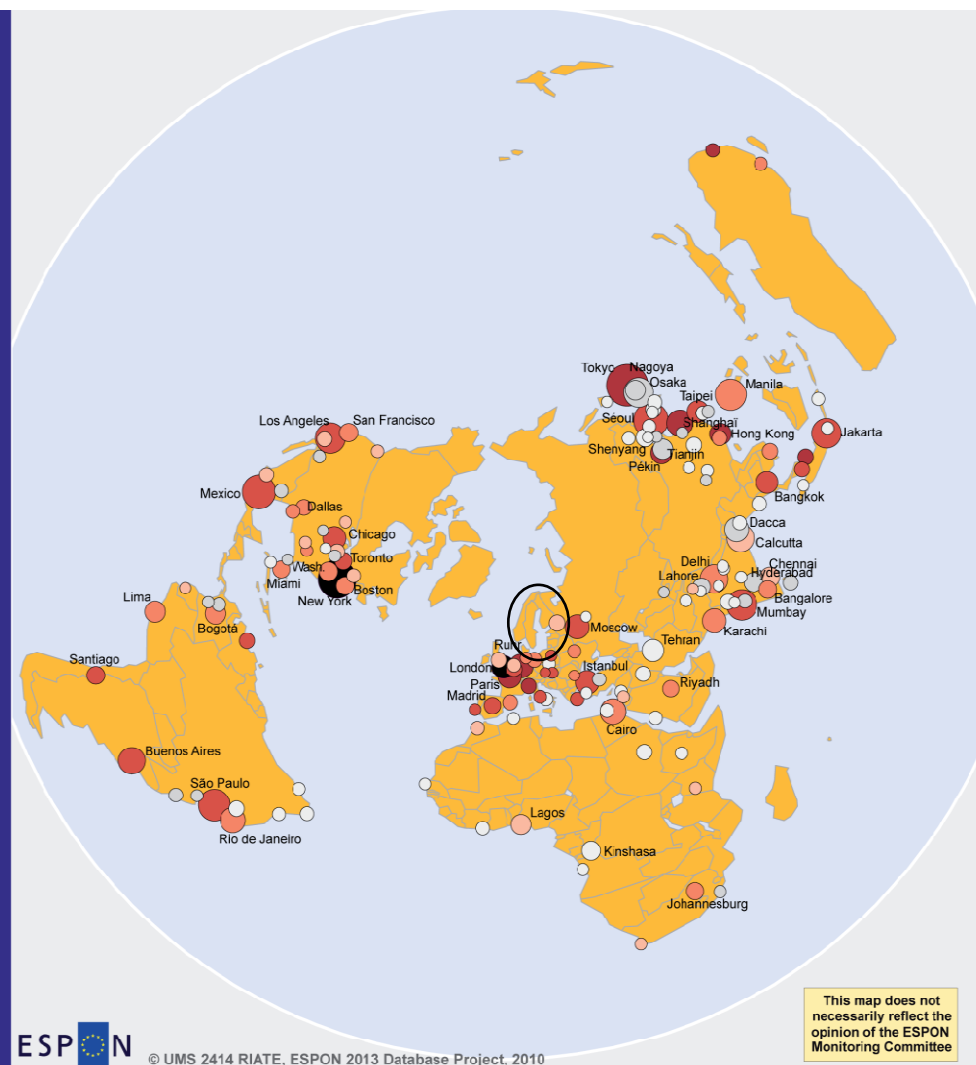 Tokyo
Nagoya
Osaka
Taipei
Manila
Séoul
Shanghaï
Hong Kong
Jakarta
Shenyang
Tianjin
Pékin
Bangkok
Los Angeles
San Francisco
Mexico
Dallas
Chicago
Toronto
Wash.
Miami
New York
Boston
Dacca
Calcutta
Delhi
Chennai
Lahore
Hyderabad
Bangalore
Mumbay
Karachi
Lima
Bogotá
Moscow
Tehran
Ruhr
Santiago
London
Istanbul
Paris
Riyadh
Madrid
Cairo
Buenos Aires
São Paulo
Rio de Janeiro
Lagos
Kinshasa
Johannesburg
This map does not
necessarily reflect the
opinion of the ESPON
Monitoring Committee
ESPON
© UMS 2414 RIATE, ESPON 2013 Database Project, 2010